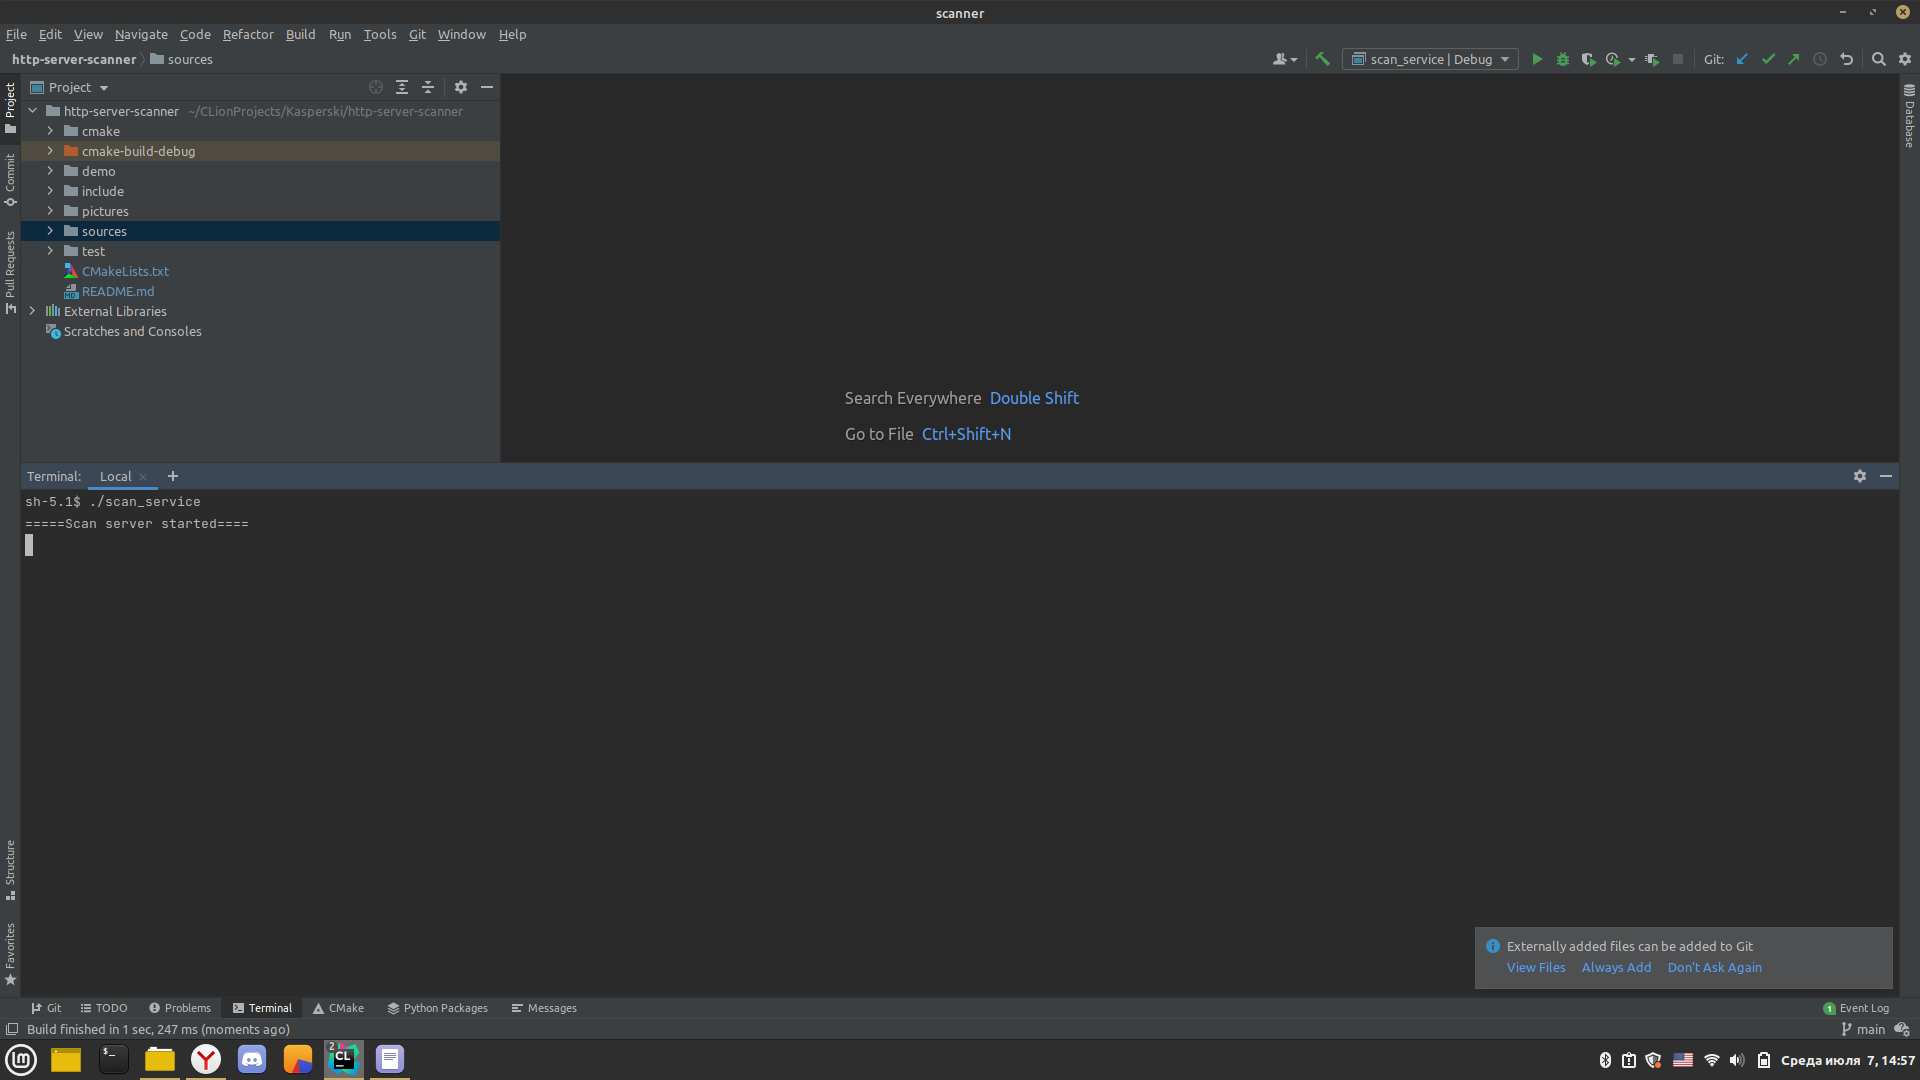 scanner
File Edit View Navigate Code Refactor Build Run Tools Git Window Help
http-server-scanner sources
scan_service | Debug
Git:
Project
http-server-scanner ~/CLionProjects/Kasperski/http-server-scanner
cmake
cmake-build-debug
demo
include
pictures
sources
test
CMakeLists.txt
MD README.md
External Libraries
Scratches and Consoles
Project
Commit
Pull Requests
Structure
Favorites
Database
Search Everywhere Double Shift
Go to File Ctrl+Shift+N
Terminal: Local
sh-5.1$ ./scan_service
=====Scan server started====
Externally added files can be added to Git
View Files Always Add Don't Ask Again
Git TODO Problems Terminal CMake Python Packages Messages
1 Event Log
Build finished in 1 sec, 247 ms (moments ago)
main
2 CL
Среда июля 7, 14:57